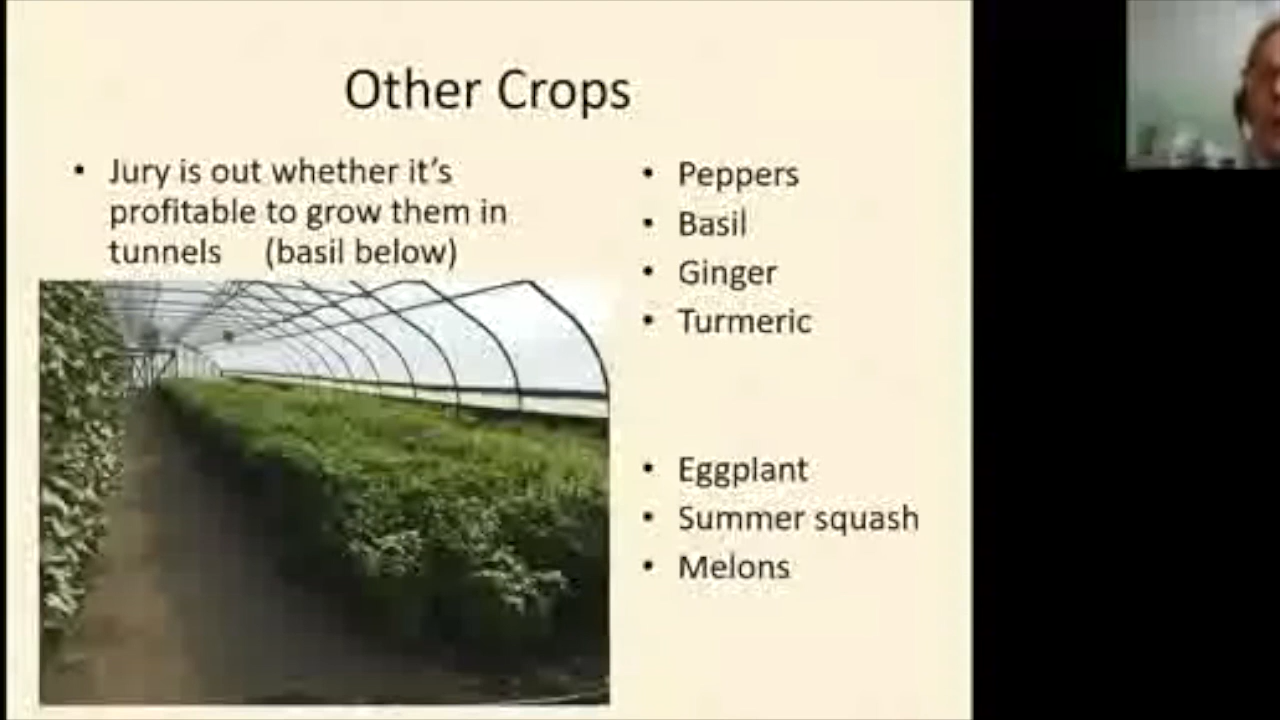 Other Crops
• Jury is out whether it's
profitable to grow them in
tunnels (basil below)
• Peppers
• Basil
• Ginger
• Turmeric
• Eggplant
• Summer squash
• Melons